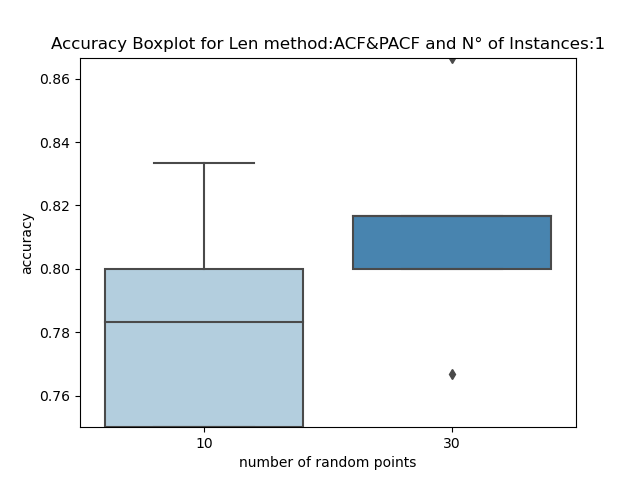 Accuracy Boxplot for Len method:ACF&PACF and N° of Instances:1
0.86
0.84
0.82
0.80
0.78
0.76
accuracy
10 30
number of random points